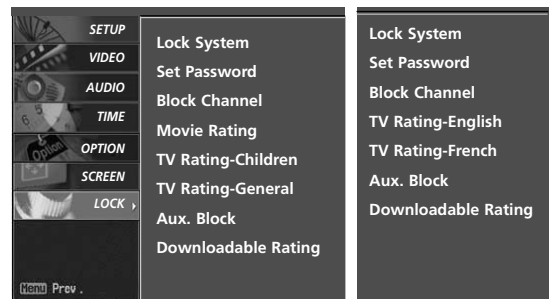 SETUP
VIDEO
AUDIO
TIME
OPTION
SCREEN
LOCK
Menu Prev.
Lock System
Set Password
Block Channel
Movie Rating
TV Rating-Children
TV Rating-General
Aux. Block
Downloadable Rating
Lock System
Set Password
Block Channel
TV Rating-English
TV Rating-French
Aux. Block
Downloadable Rating